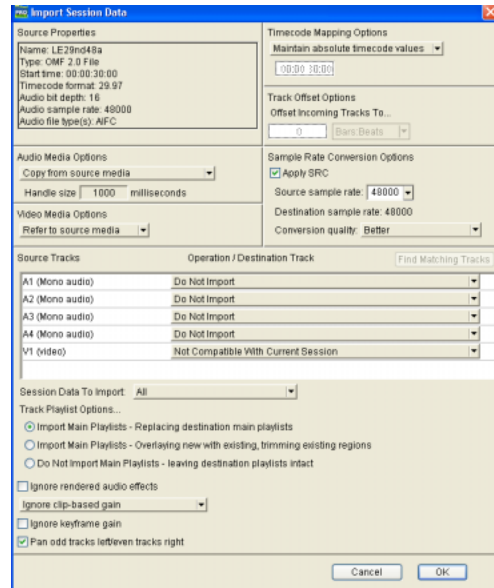 Import Session Data
Source Properties
Name: LE29nd48a
Type: OMF 2.0 File
Start time: 00:00:30:00
Timecode format: 29.97
Audio bit depth: 16
Audio sample rate: 48000
Audio file type(s): AIFC
Timecode Mapping Options
Maintain absolute timecode values
00:00:30:00
Track Offset Options
Offset Incoming Tracks To...
0 Bars:Beats
Audio Media Options
Copy from source media
Handle size 1000 milliseconds
Video Media Options
Refer to source media
Sample Rate Conversion Options
Apply SRC
Source sample rate: 48000
Destination sample rate: 48000
Conversion quality: Better
Source Tracks Operation / Destination Track Find Matching Tracks
A1 (Mono audio) Do Not Import
A2 (Mono audio) Do Not Import
A3 (Mono audio) Do Not Import
A4 (Mono audio) Do Not Import
V1 (video) Not Compatible With Current Session
Session Data To Import: All
Track Playlist Options...
Import Main Playlists - Replacing destination main playlists
Import Main Playlists - Overlaying new with existing, trimming existing regions
Do Not Import Main Playlists - leaving destination playlists intact
Ignore rendered audio effects
Ignore clip-based gain
Ignore keyframe gain
Pan odd tracks left/even tracks right
Cancel OK